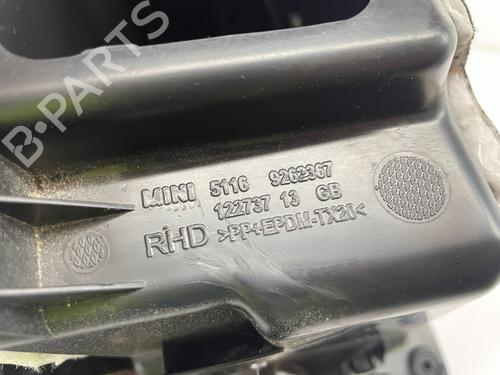 B-PARTS
MINI 5116 9262367
122737 13 GB
RHD >PP+EPDM-TX20<